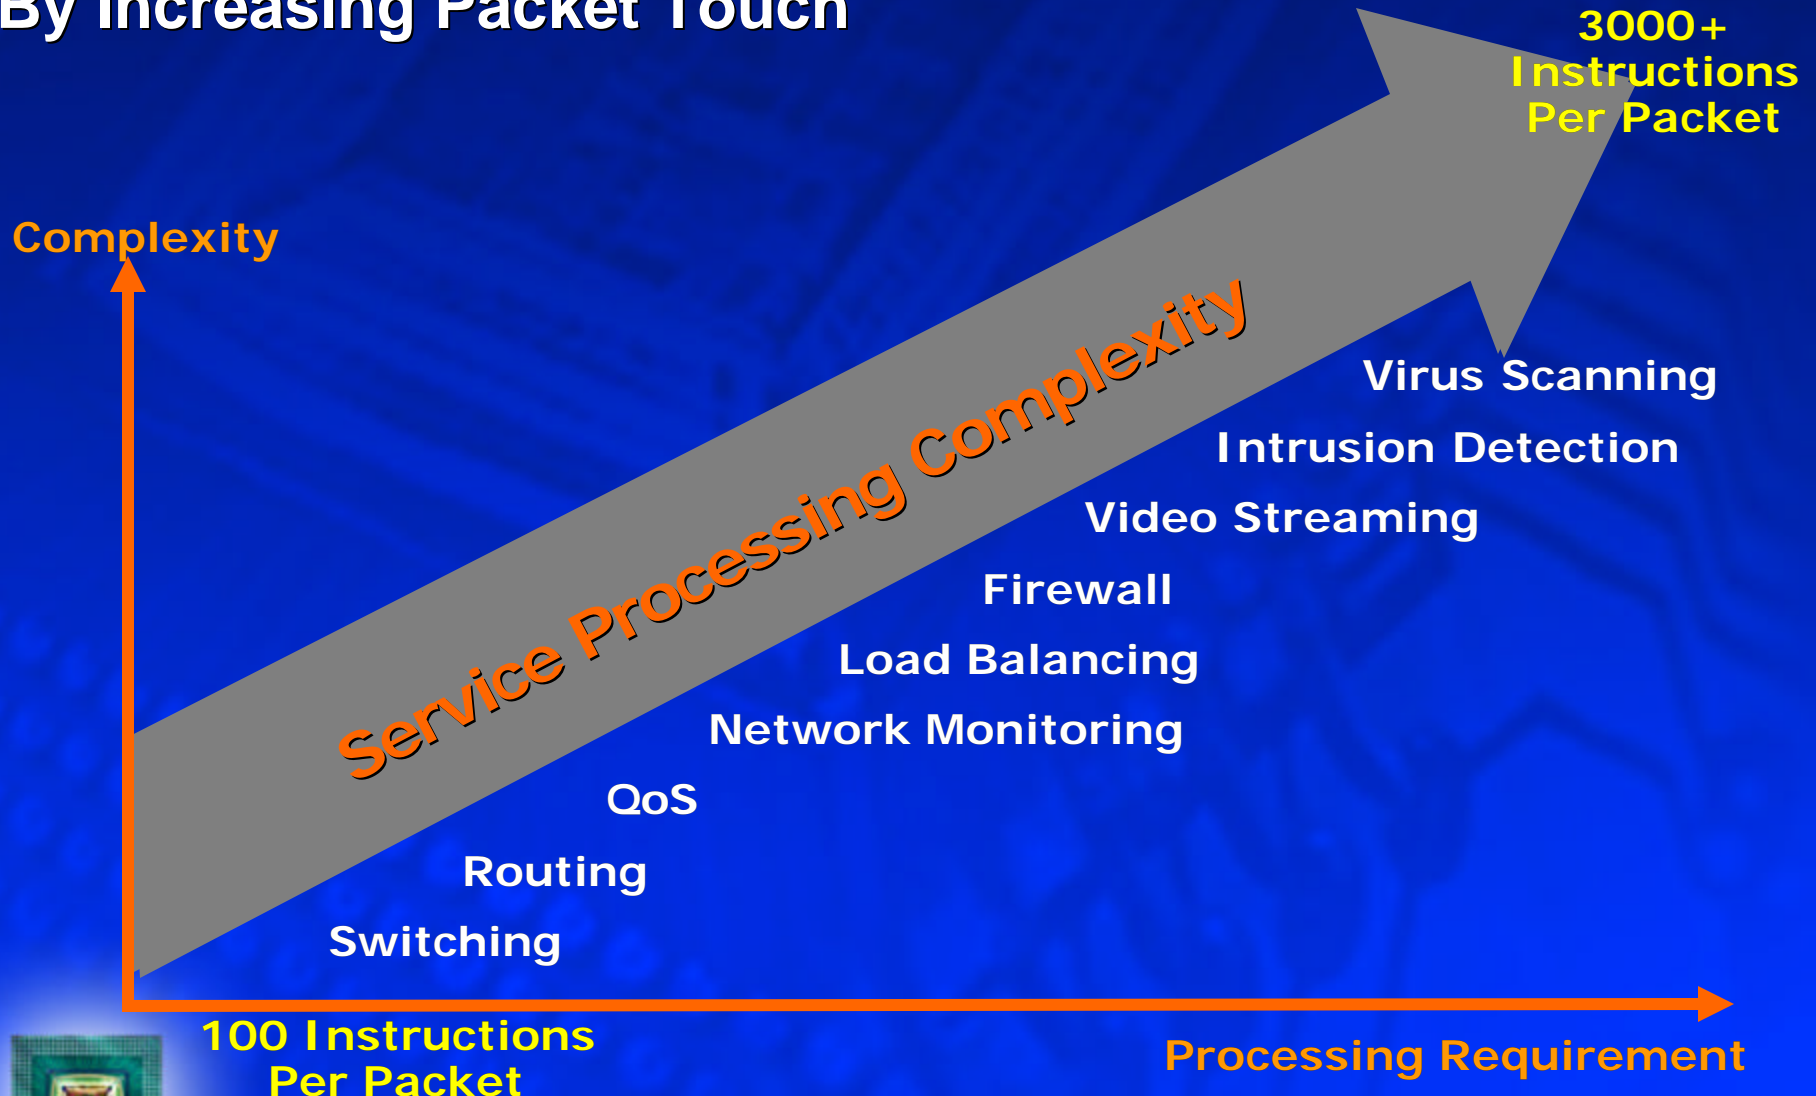 By Increasing Packet Touch
3000+
Instructions
Per Packet
Complexity
Service Processing Complexity
Virus Scanning
Intrusion Detection
Video Streaming
Firewall
Load Balancing
Network Monitoring
QoS
Routing
Switching
100 Instructions
Per Packet
Processing Requirement